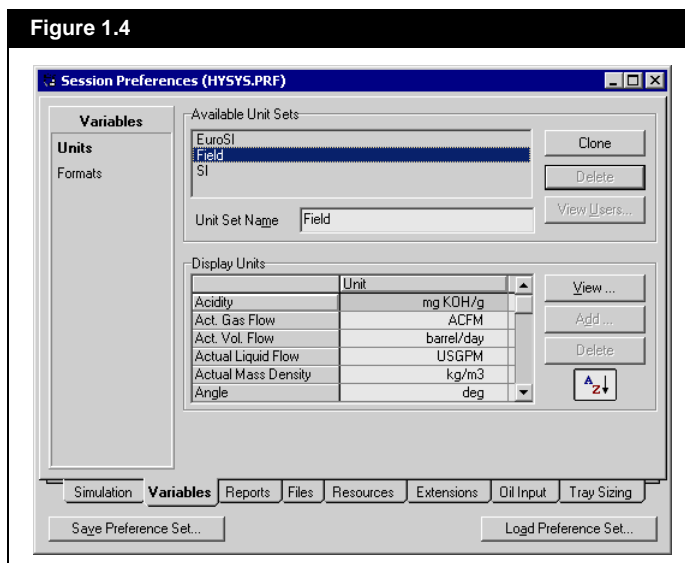 Figure 1.4
Session Preferences (HYSYS.PRF)
Variables
Units
Formats
Available Unit Sets
EuroSI
Field
SI
Unit Set Name Field
Clone
Delete
View Users...
Display Units
Unit
Acidity mg KOH/g
Act. Gas Flow ACFM
Act. Vol. Flow barrel/day
Actual Liquid Flow USGPM
Actual Mass Density kg/m3
Angle deg
View ...
Add ...
Delete
AZ
Simulation Variables Reports Files Resources Extensions Oil Input Tray Sizing
Save Preference Set... Load Preference Set...